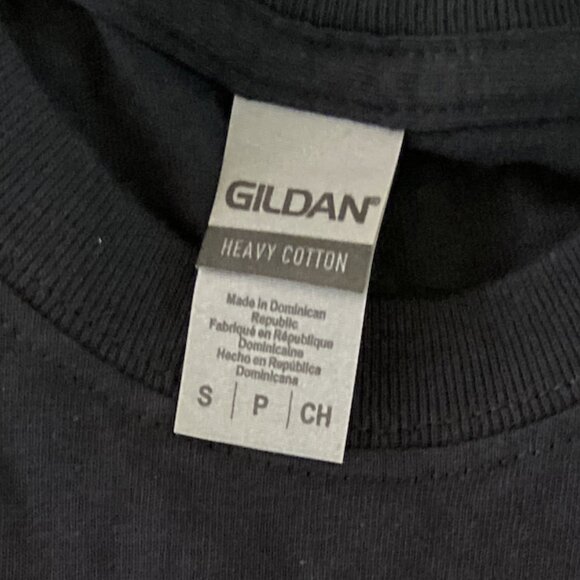 GILDAN®
HEAVY COTTON
Made in Dominican
Republic
Fabriqué en République
Dominicaine
Hecho en República
Dominicana
S | P | CH